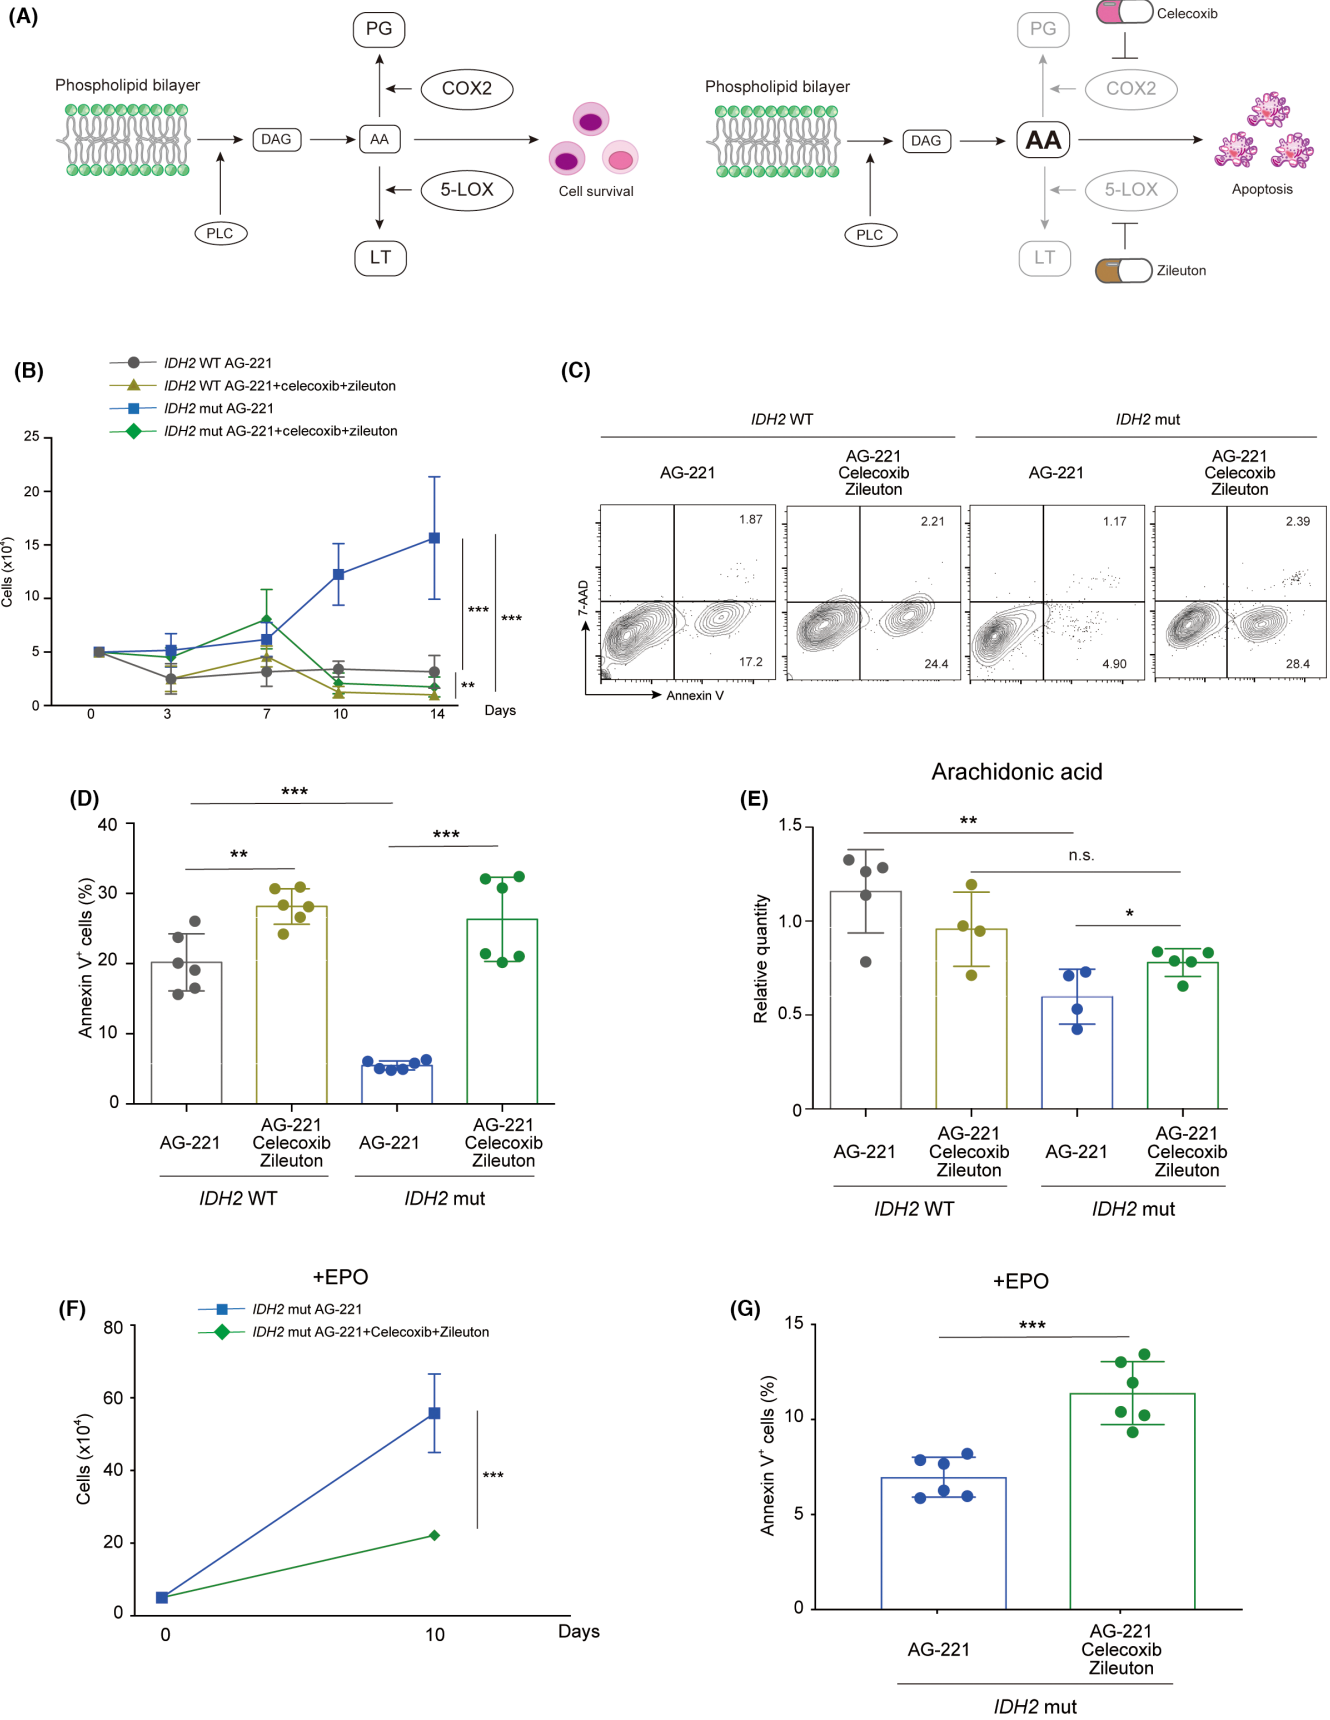 (A)
PG
Phospholipid bilayer
COX2
DAG
AA
Cell survival
5-LOX
PLC
LT
Celecoxib
PG
Phospholipid bilayer
COX2
DAG
AA
Apoptosis
5-LOX
PLC
LT
Zileuton
(B)
IDH2 WT AG-221
IDH2 WT AG-221+celecoxib+zileuton
IDH2 mut AG-221
IDH2 mut AG-221+celecoxib+zileuton
Cells (x10⁴)
25
20
15
10
5
0
0 3 7 10 14 Days
***
***
**
(C)
IDH2 WT
IDH2 mut
AG-221
AG-221
Celecoxib
Zileuton
AG-221
AG-221
Celecoxib
Zileuton
1.87
2.21
1.17
2.39
17.2
24.4
4.90
28.4
7-AAD
Annexin V
(D)
Annexin V⁺ cells (%)
40
30
20
10
0
***
**
***
AG-221
AG-221
Celecoxib
Zileuton
AG-221
AG-221
Celecoxib
Zileuton
IDH2 WT
IDH2 mut
(E)
Arachidonic acid
Relative quantity
1.5
1.0
0.5
0
**
n.s.
*
AG-221
AG-221
Celecoxib
Zileuton
AG-221
AG-221
Celecoxib
Zileuton
IDH2 WT
IDH2 mut
(F)
+EPO
IDH2 mut AG-221
IDH2 mut AG-221+Celecoxib+Zileuton
Cells (x10⁴)
80
60
40
20
0
***
0 10 Days
(G)
+EPO
Annexin V⁺ cells (%)
15
10
5
0
***
AG-221
AG-221
Celecoxib
Zileuton
IDH2 mut